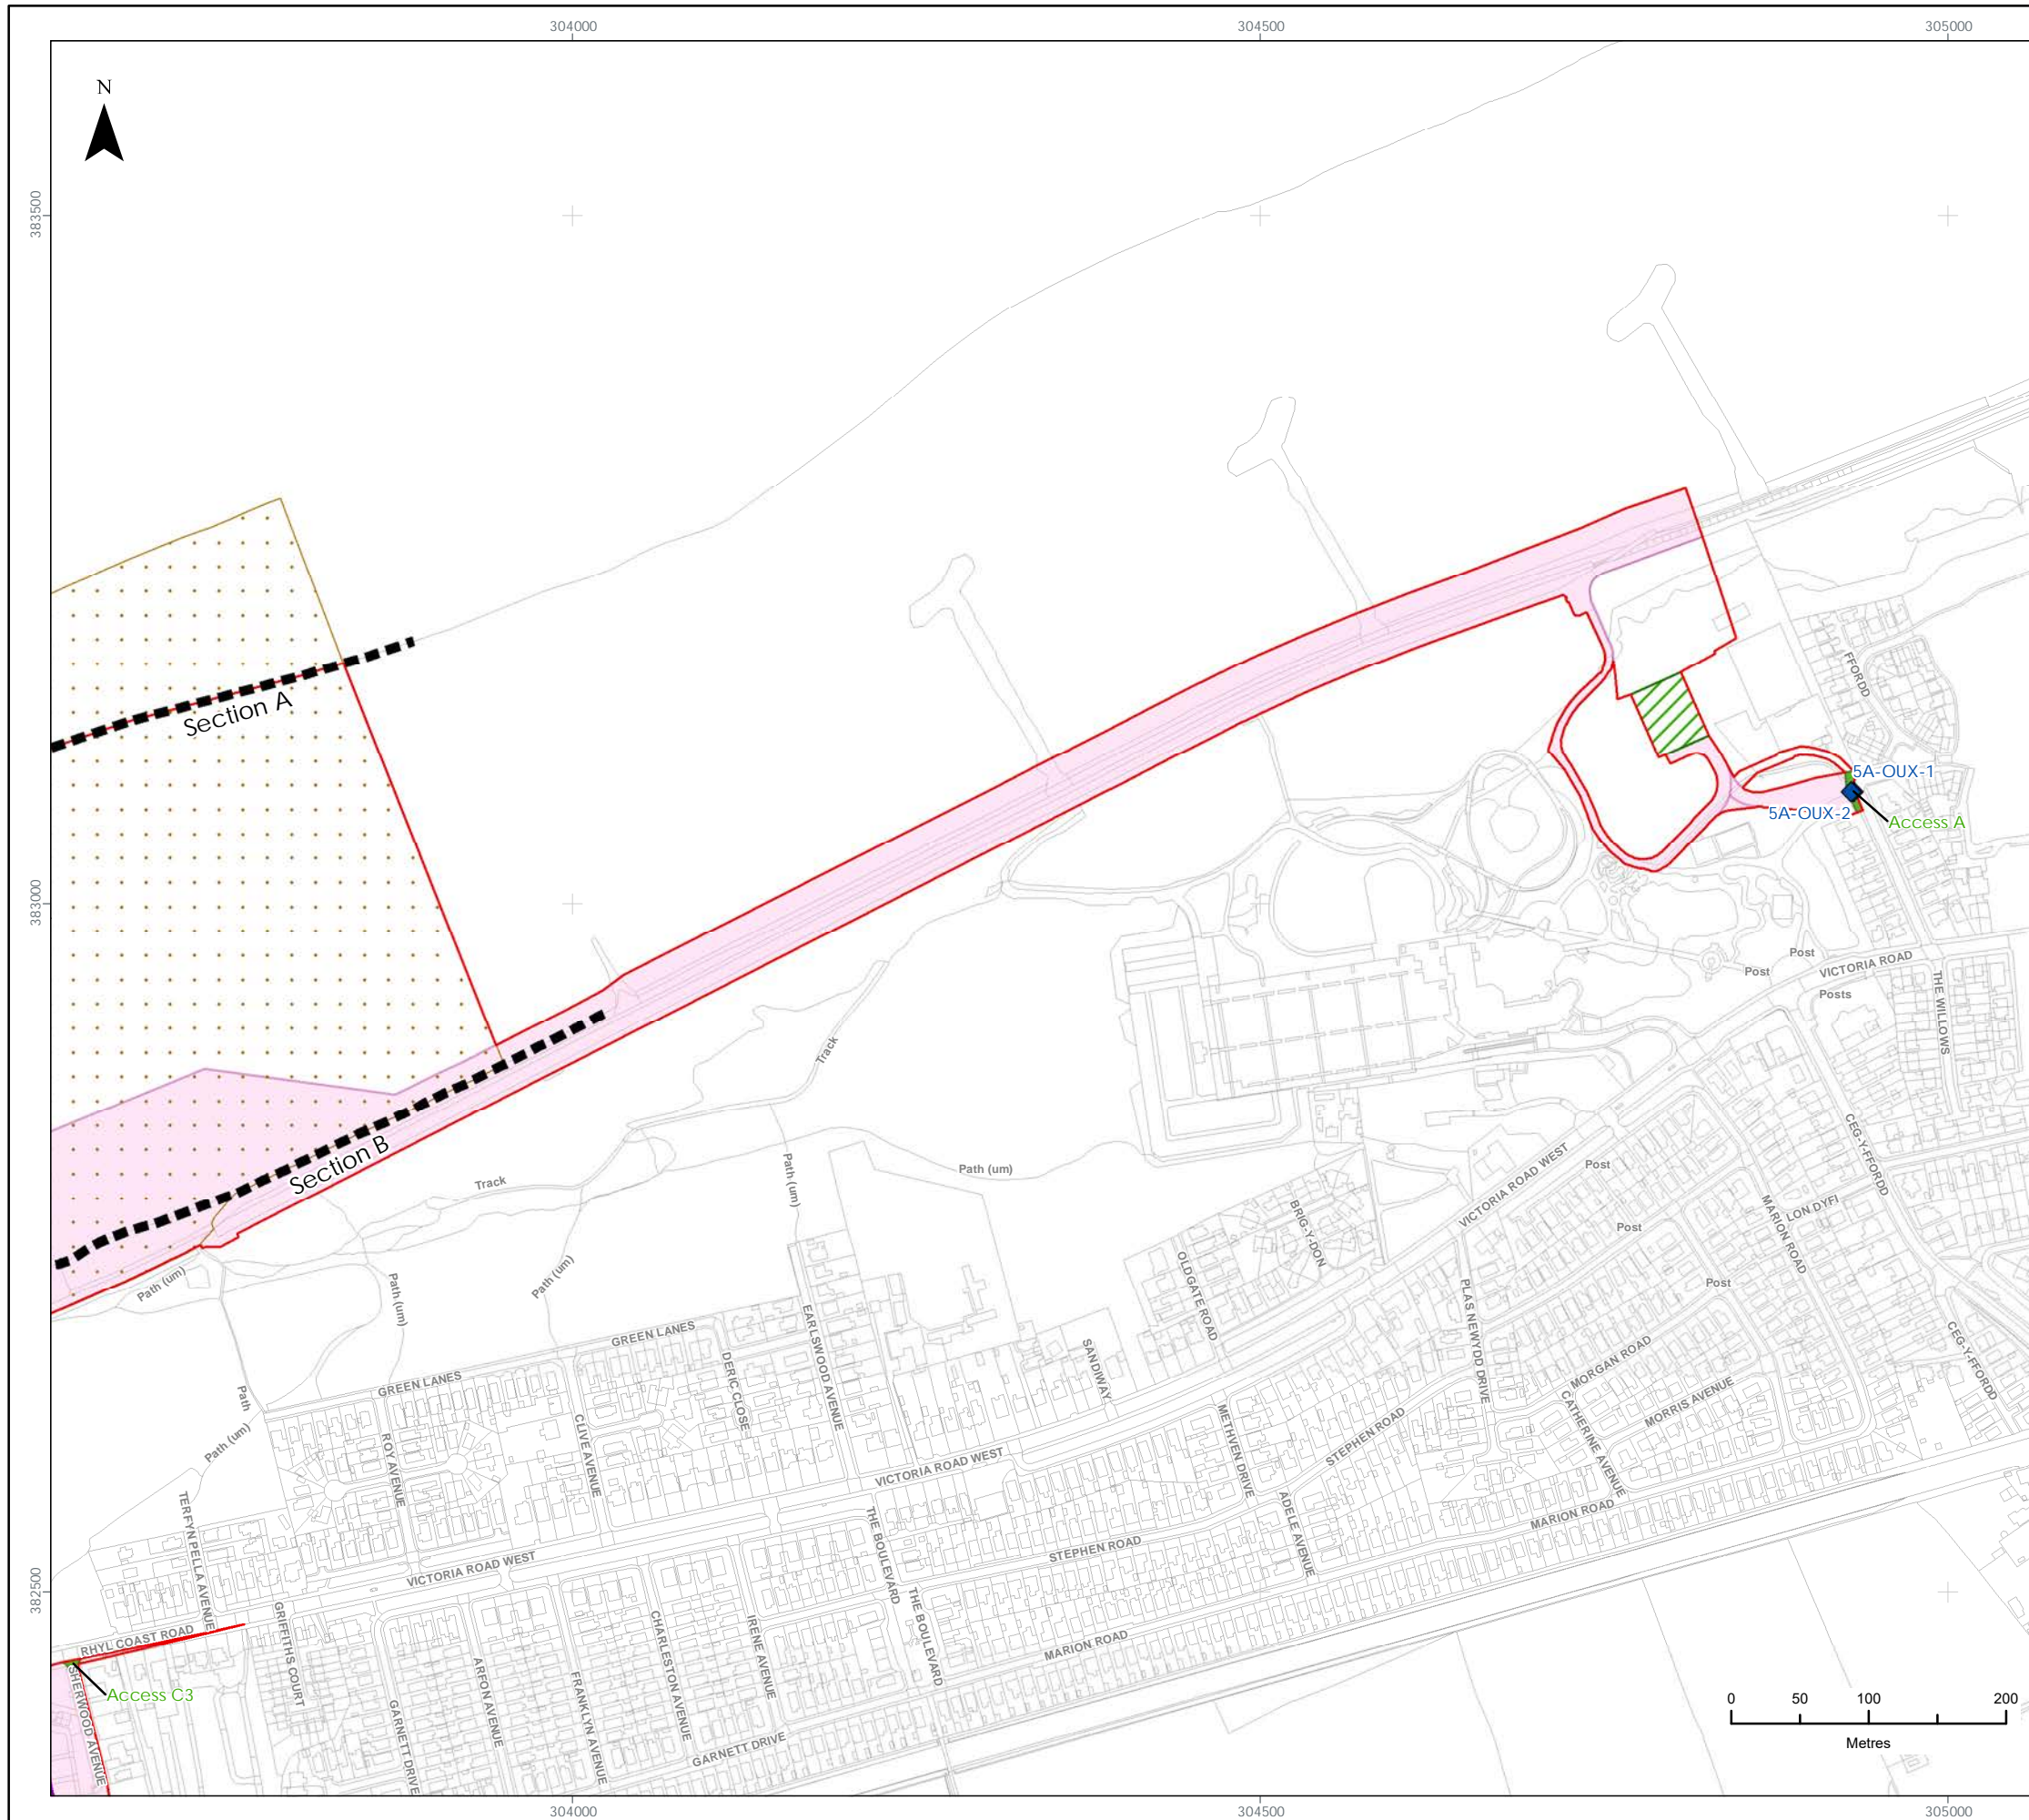 304000
304500
305000
N
383500
383000
382500
Section A
Section B
5A-OUX-1
5A-OUX-2
Access A
FFORDD
Post
Post
VICTORIA ROAD
Posts
THE WILLOWS
Track
Track
Path (um)
Path (um)
CEG-Y-FFORDD
VICTORIA ROAD WEST
Post
BRIG-Y-DON
MARION ROAD
LON DYFI
Post
Path (um)
Path (um)
Path (um)
OLDGATE ROAD
PLAS NEWYDD DRIVE
Post
EARLSWOOD AVENUE
GREEN LANES
SANDIWAY
DERIC CLOSE
MORGAN ROAD
CEG-Y-FFORDD
GREEN LANES
Path
Path (um)
MORRIS AVENUE
CATHERINE AVENUE
METHVEN DRIVE
STEPHEN ROAD
CLIVE AVENUE
ROY AVENUE
VICTORIA ROAD WEST
TERFYN PELLA AVENUE
ADELE AVENUE
MARION ROAD
THE BOULEVARD
STEPHEN ROAD
VICTORIA ROAD WEST
THE BOULEVARD
GRIFFITHS COURT
RHYL COAST ROAD
CHARLESTON AVENUE
IRENE AVENUE
MARION ROAD
ARFON AVENUE
FRANKLYN AVENUE
SHERWOOD AVENUE
Access C3
GARNETT DRIVE
GARNETT DRIVE
0 50 100 200
Metres
304000
304500
305000